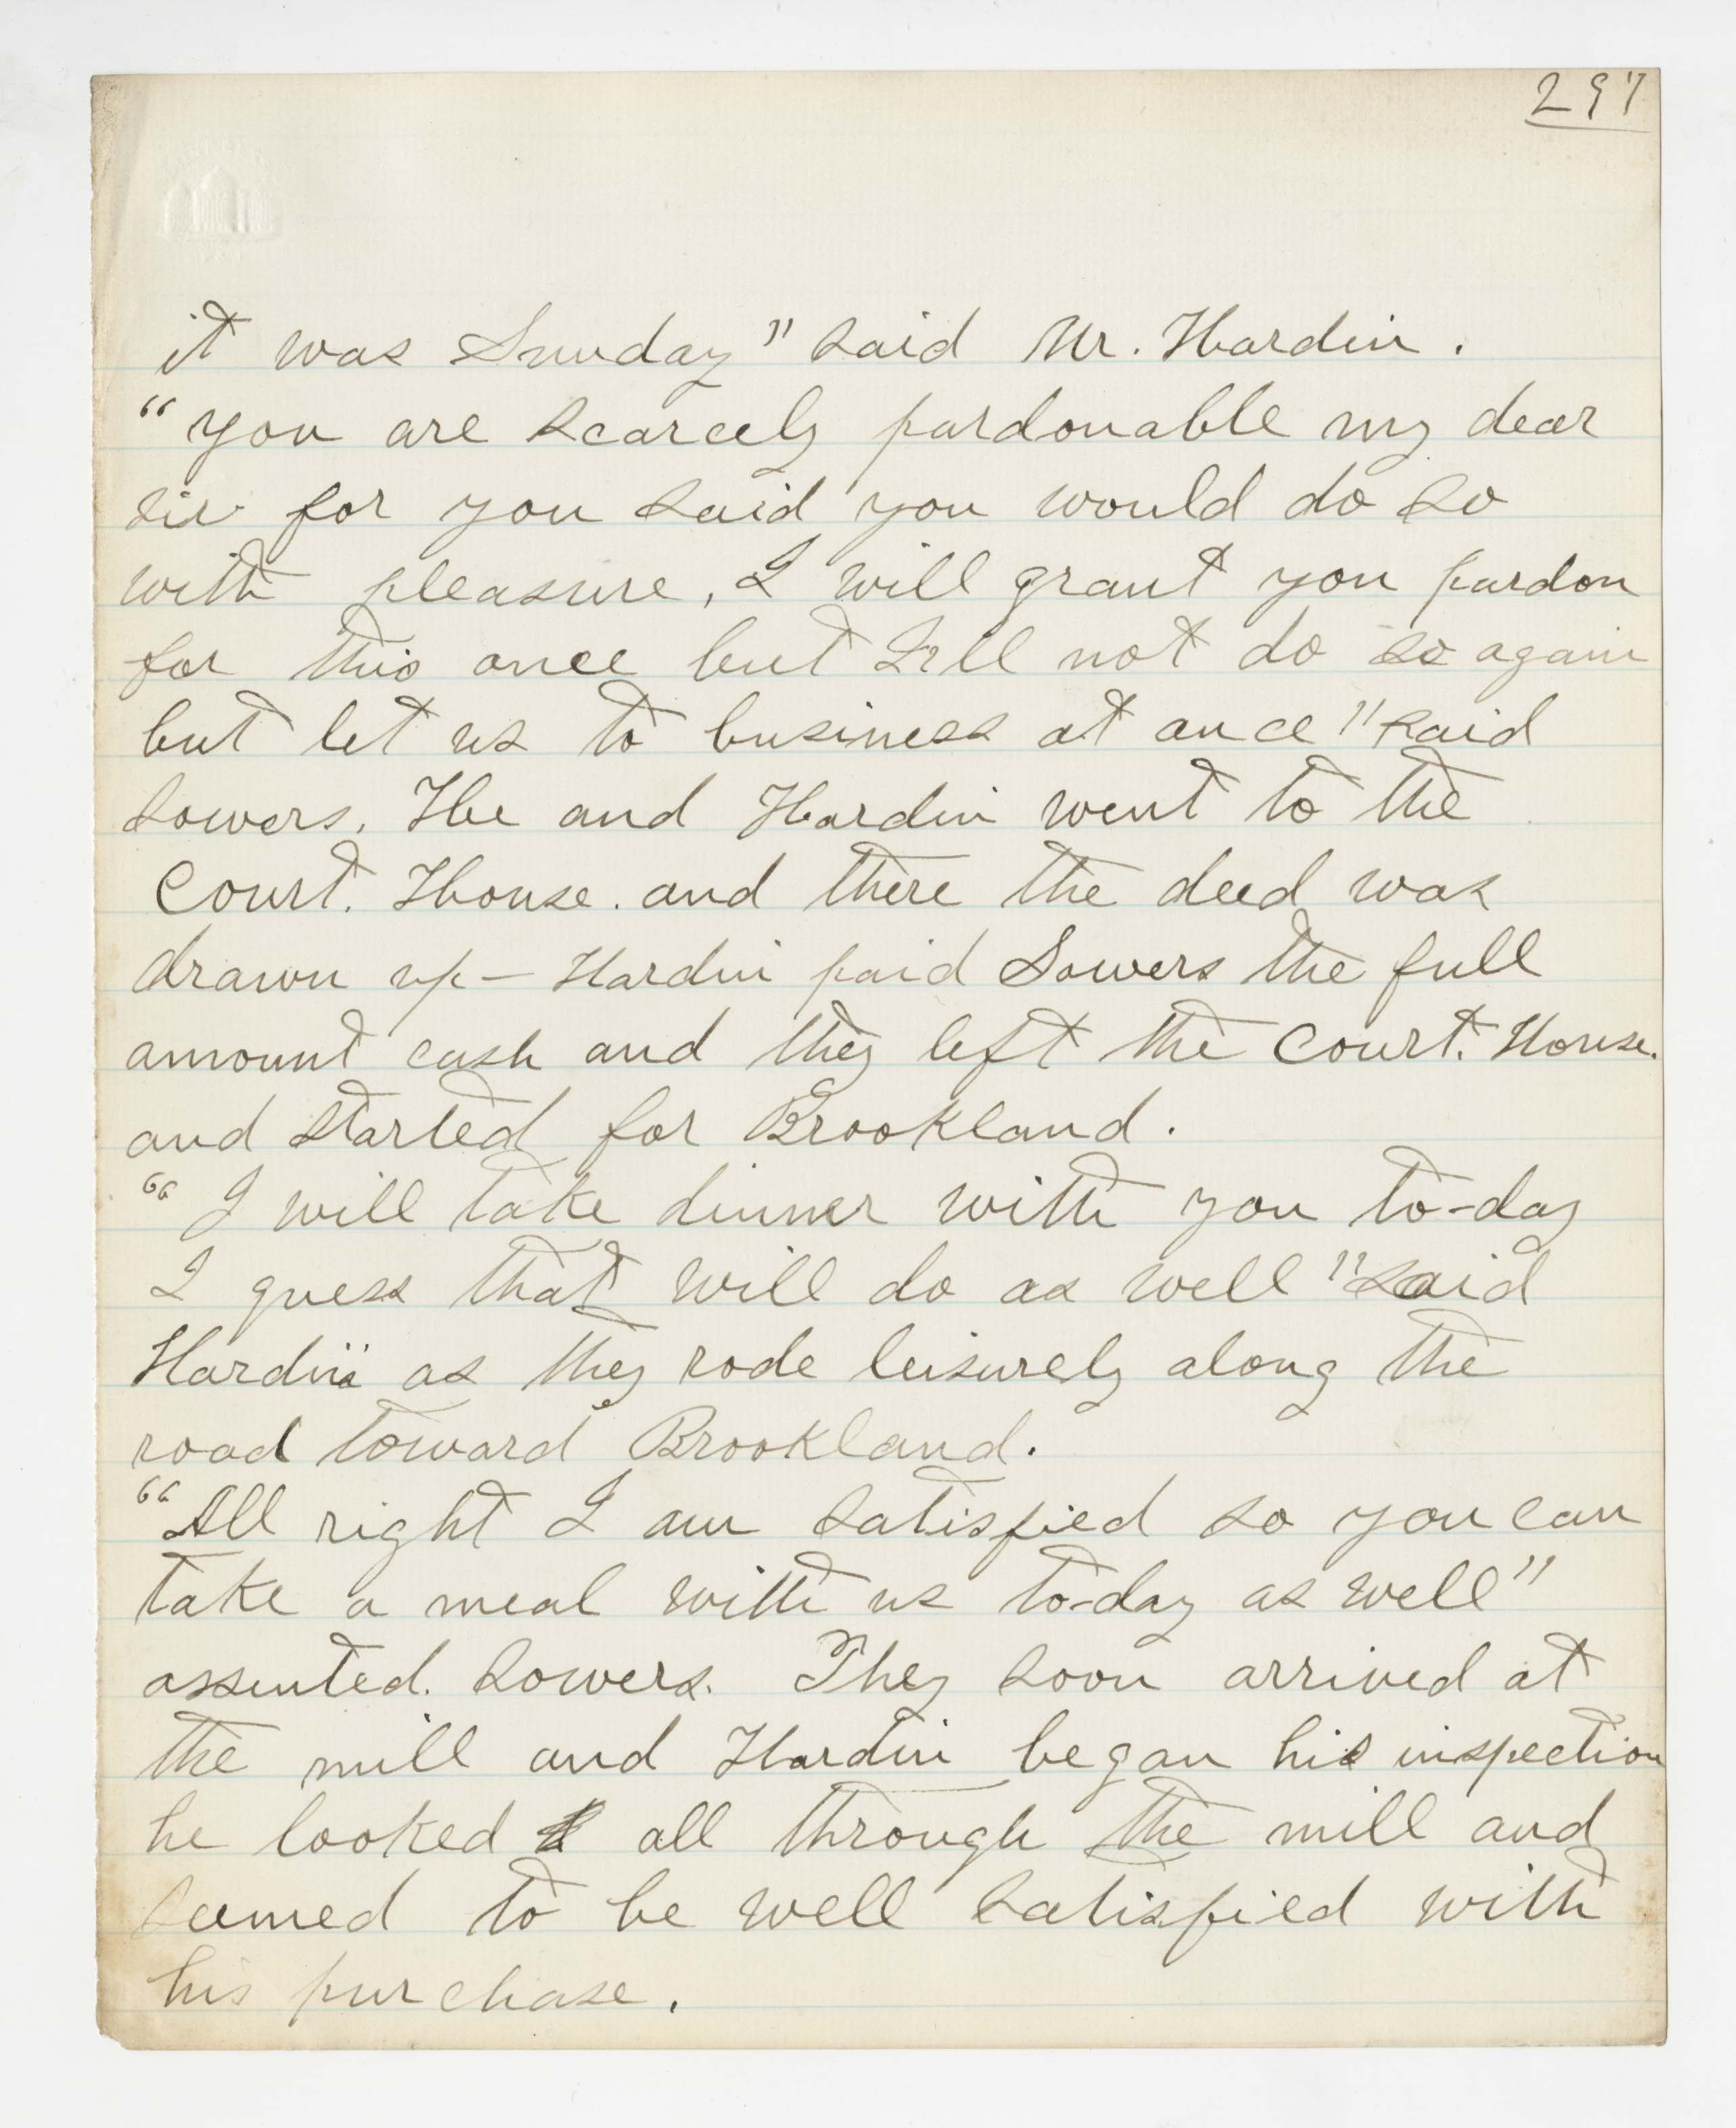 297
it was Sunday" said Mr. Hardin.
"you are scarcely pardonable my dear
sir for you said you would do so
with pleasure, I will grant you pardon
for this once but I'll not do so again
but let us to business at once" said
Sowers. He and Hardin went to the
Court. House. and there the deed was
drawn up — Hardin paid Sowers the full
amount cash and they left the Court. House.
and started for Brookland.
"I will take dinner with you to-day
I guess that will do as well" said
Hardin as they rode leisurely along the
road toward Brookland.
"All right I am satisfied so you can
take a meal with us to-day as well"
assented. Sowers. They soon arrived at
the mill and Hardin began his inspection
he looked all through the mill and
seemed to be well satisfied with
his purchase.